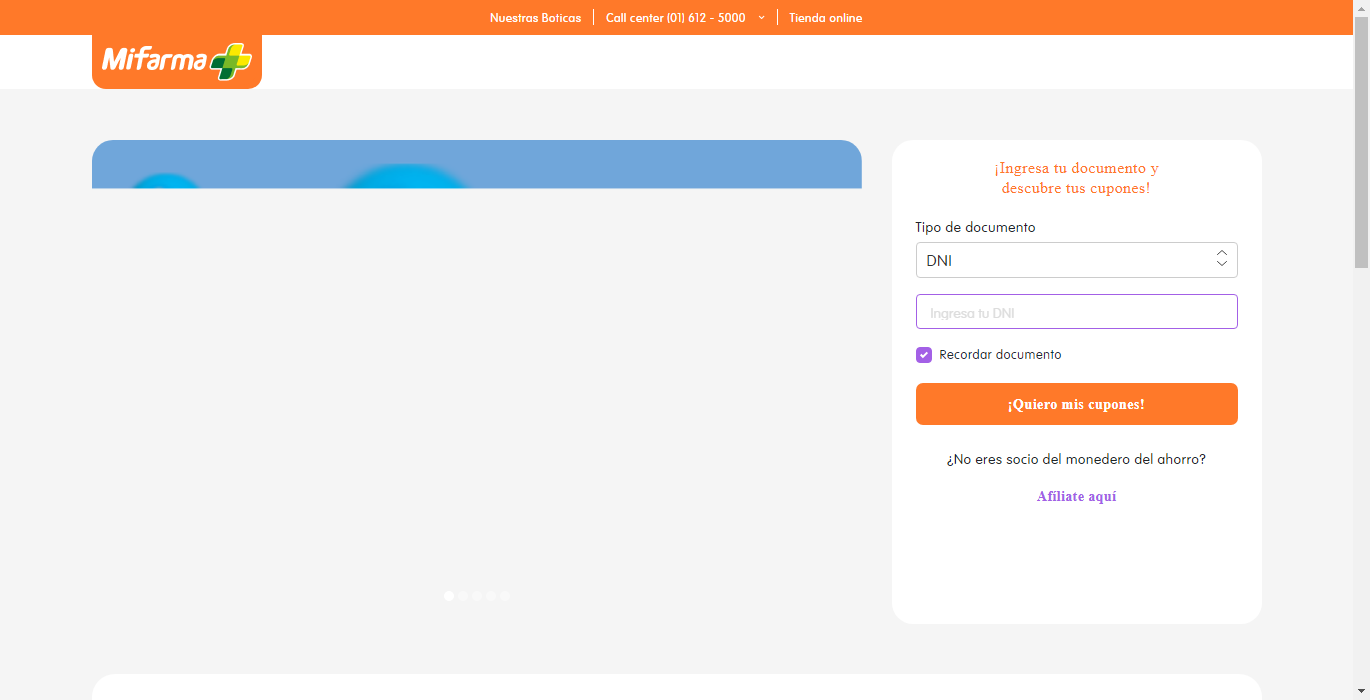 Nuestras Boticas
Call center (01) 612 - 5000
Tienda online
Mifarma
¡Ingresa tu documento y
descubre tus cupones!
Tipo de documento
DNI
Ingresa tu DNI
Recordar documento
¡Quiero mis cupones!
¿No eres socio del monedero del ahorro?
Afíliate aquí